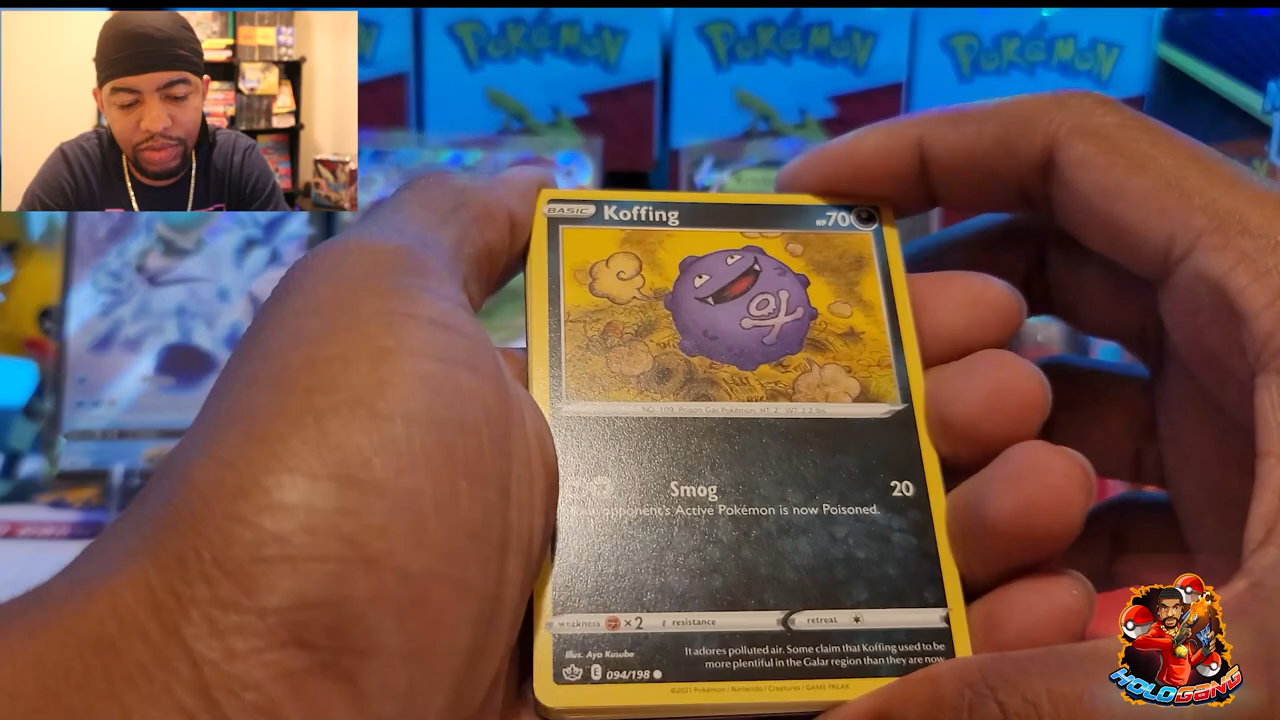 Pokémon
Pokémon
Pokémon
BASIC Koffing HP 70
NO. 109 Poison Gas Pokémon HT: 2' WT: 2.2 lbs
Smog 20
opponent's Active Pokémon is now Poisoned.
weakness ×2 resistance retreat
Illus. Aya Kusube
It adores polluted air. Some claim that Koffing used to be
more plentiful in the Galar region than they are now
E 094/198
©2021 Pokémon / Nintendo / Creatures / GAME FREAK
HOLOGANG